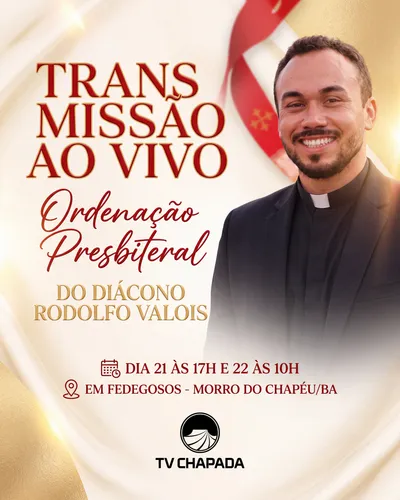 TRANS
MISSÃO
AO VIVO
Ordenação
Presbiteral
DO DIÁCONO
RODOLFO VALOIS
DIA 21 ÀS 17H E 22 ÀS 10H
EM FEDEGOSOS - MORRO DO CHAPÉU/BA
TV CHAPADA